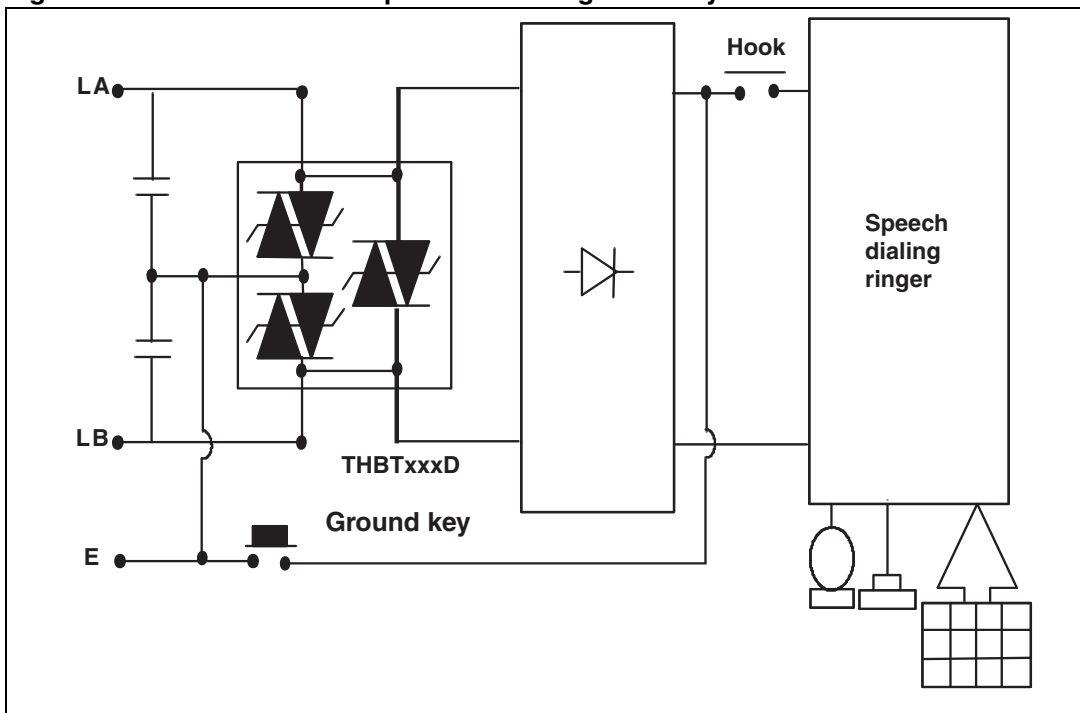 Hook
LA
Speech
dialing
ringer
LB
THBTxxxD
Ground key
E